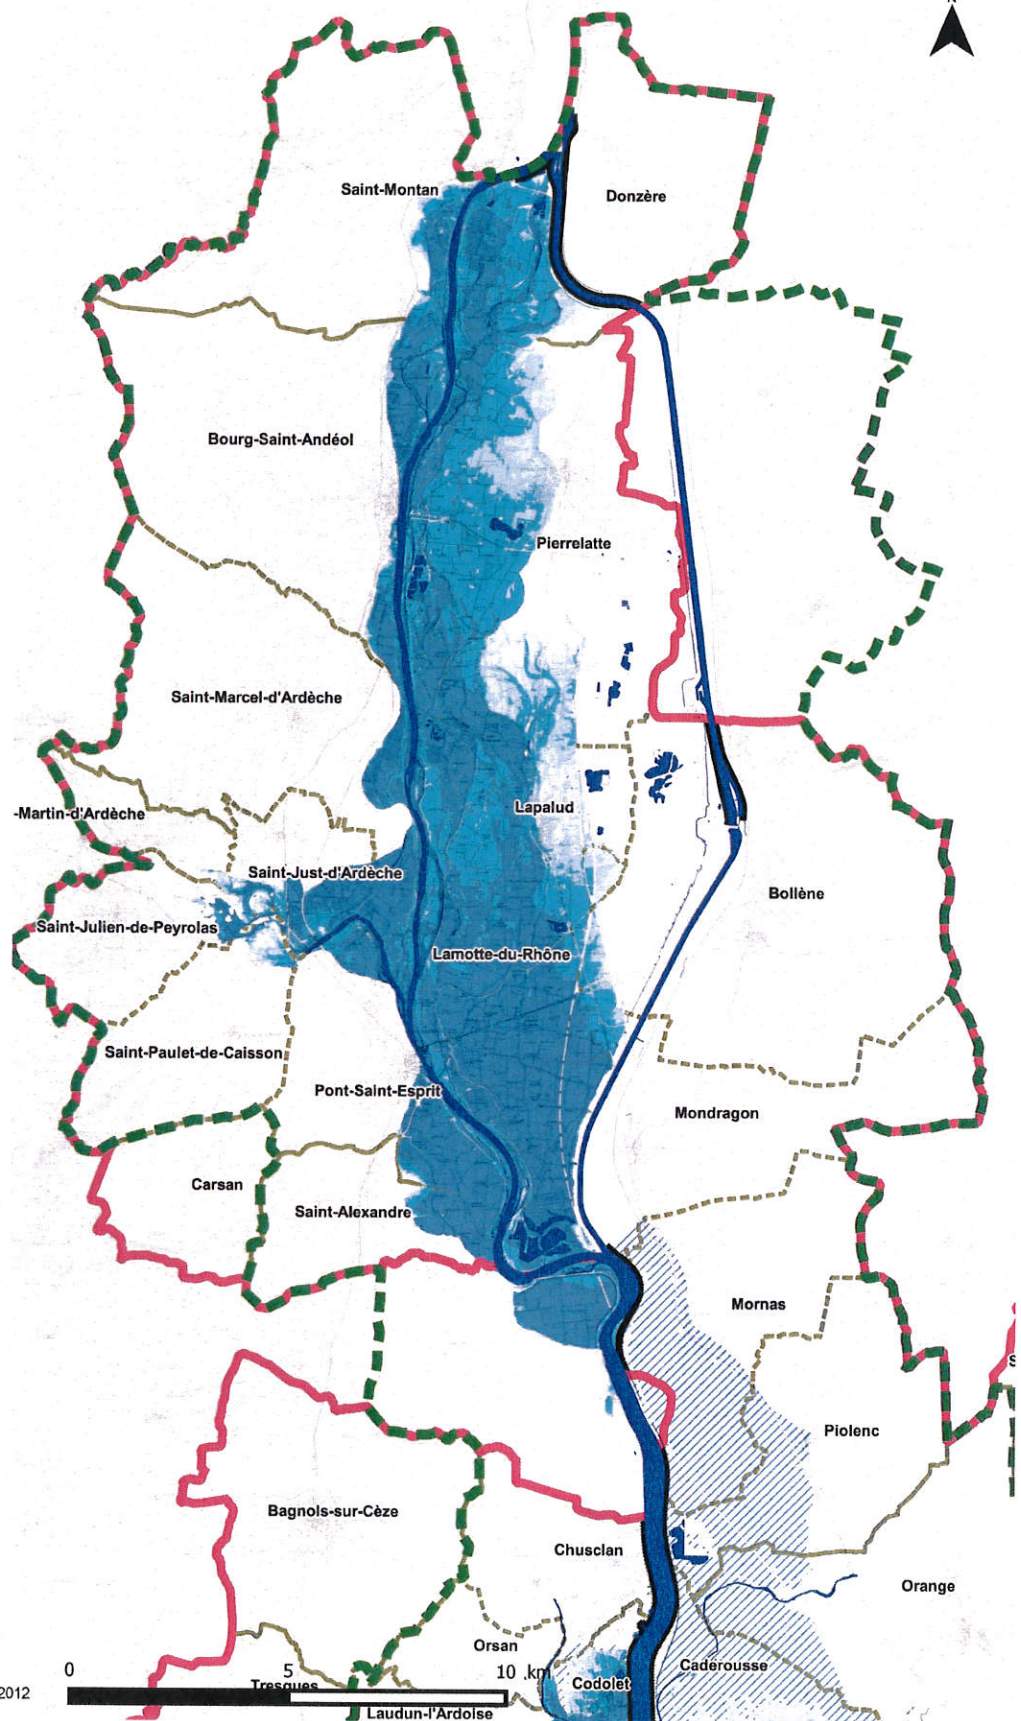 N
Saint-Montan
Donzère
Bourg-Saint-Andéol
Pierrelatte
Saint-Marcel-d'Ardèche
Lapalud
-Martin-d'Ardèche
Saint-Just-d'Ardèche
Bollène
Saint-Julien-de-Peyrolas
Lamotte-du-Rhône
Saint-Paulet-de-Caisson
Pont-Saint-Esprit
Mondragon
Carsan
Saint-Alexandre
Mornas
S
Piolenc
Bagnols-sur-Cèze
Chusclan
Orange
Orsan
Cadérousse
0 5 10 km
Codolet
Tresques
2012
Laudun-l'Ardoise